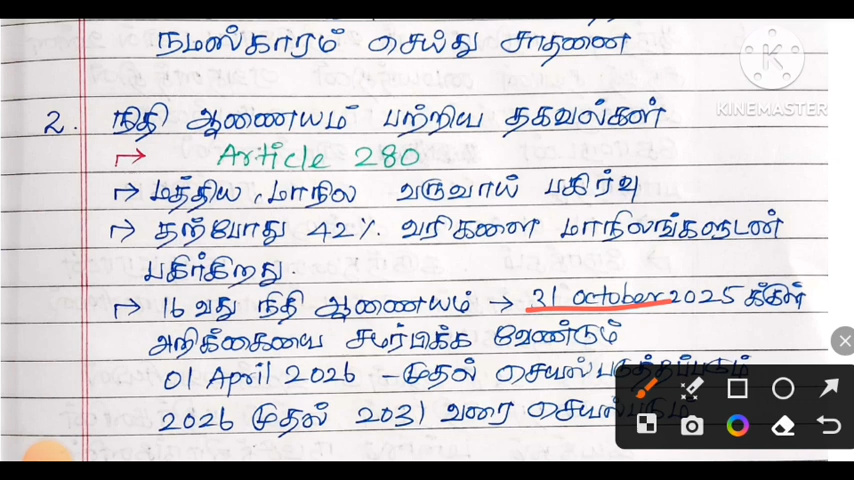 நமஸ்காரம் செய்து சாதனை
K
KINEMASTER
2. நிதி ஆணையம் பற்றிய தகவல்கள்
→ Article 280
→ மத்திய, மாநில வருவாய் பகிர்வு
→ தற்போது 42% வரிகளை மாநிலங்களுடன்
பகிர்கிறது.
→ 16 வது நிதி ஆணையம் → 31 October 2025 க்குள்
அறிக்கையை சமர்பிக்க வேண்டும்
01 April 2026 - முதல் செயல்படுத்தப்படும்
2026 முதல் 2031 வரை செயல்படும்